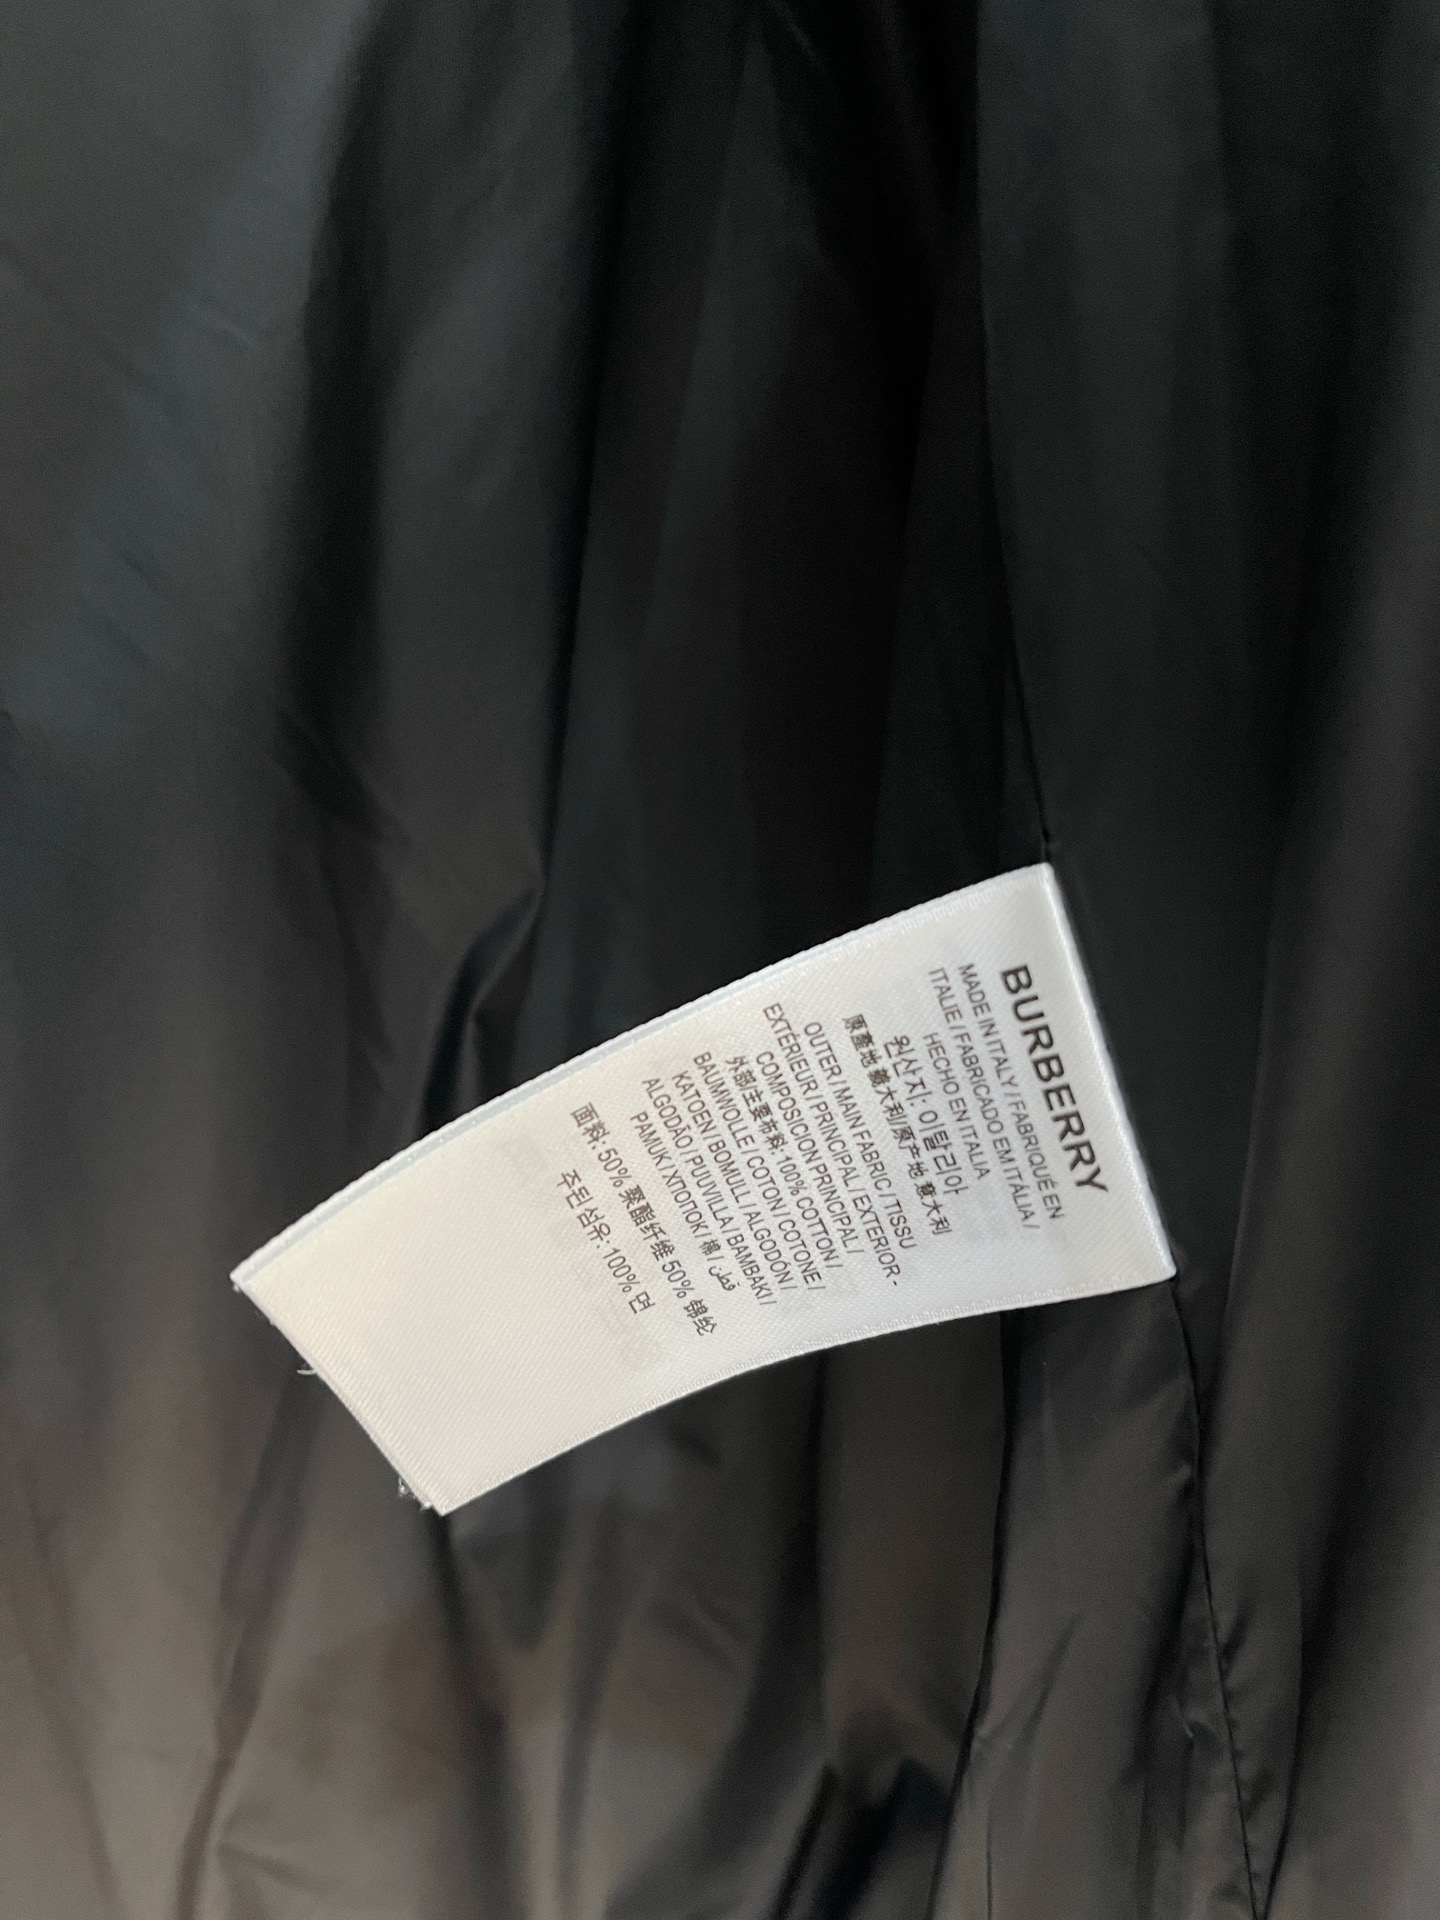 BURBERRY
MADE IN ITALY / FABRIQUÉ EN
ITALIE / FABRICADO EM ITÁLIA /
HECHO EN ITALIA
원산지: 이탈리아
原產地 義大利/原产地 意大利
OUTER / MAIN FABRIC / TISSU
EXTÉRIEUR / PRINCIPAL / EXTERIOR -
COMPOSICION PRINCIPAL /
外部/主要布料: 100% COTTON /
BAUMWOLLE / COTON / COTONE /
KATOEN / BOMULL / ALGODÓN /
ALGODÃO / PUUVILLA / BAMBAKI /
PAMUK / ХЛОПОК / 棉 / قطن
面料: 50% 聚酯纤维 50% 锦纶
주된 섬유: 100% 면